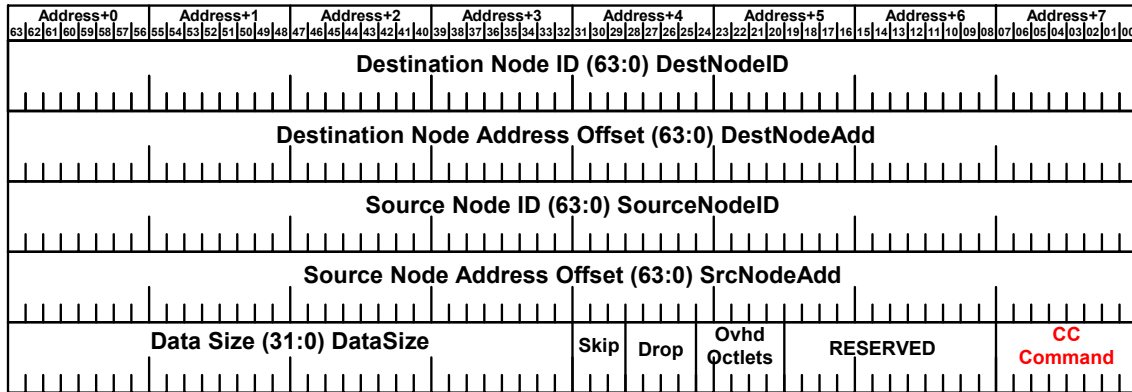 Address+0 Address+1 Address+2 Address+3 Address+4 Address+5 Address+6 Address+7
63 62 61 60 59 58 57 56 55 54 53 52 51 50 49 48 47 46 45 44 43 42 41 40 39 38 37 36 35 34 33 32 31 30 29 28 27 26 25 24 23 22 21 20 19 18 17 16 15 14 13 12 11 10 09 08 07 06 05 04 03 02 01 00
Destination Node ID (63:0) DestNodeID
Destination Node Address Offset (63:0) DestNodeAdd
Source Node ID (63:0) SourceNodeID
Source Node Address Offset (63:0) SrcNodeAdd
Data Size (31:0) DataSize
Skip
Drop
Ovhd
Octlets
RESERVED
CC
Command